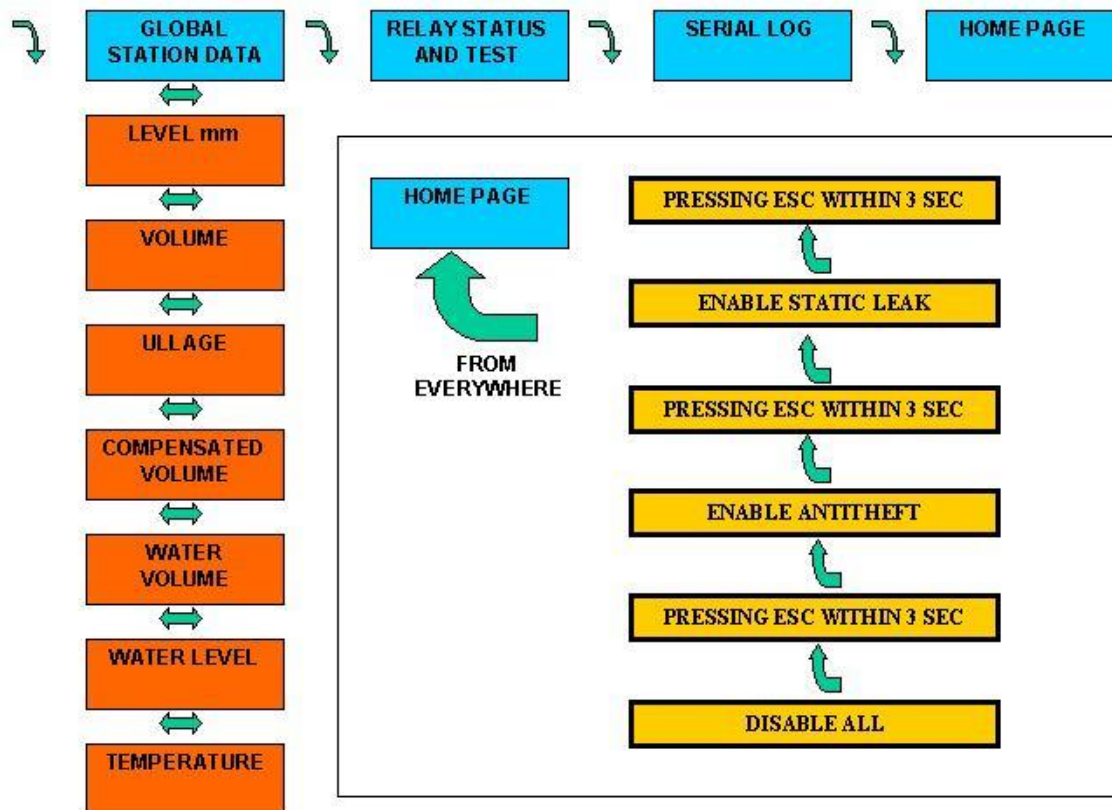 GLOBAL
STATION DATA
RELAY STATUS
AND TEST
SERIAL LOG
HOME PAGE
LEVEL mm
VOLUME
ULLAGE
COMPENSATED
VOLUME
WATER
VOLUME
WATER LEVEL
TEMPERATURE
HOME PAGE
FROM
EVERYWHERE
PRESSING ESC WITHIN 3 SEC
ENABLE STATIC LEAK
PRESSING ESC WITHIN 3 SEC
ENABLE ANTITHEFT
PRESSING ESC WITHIN 3 SEC
DISABLE ALL